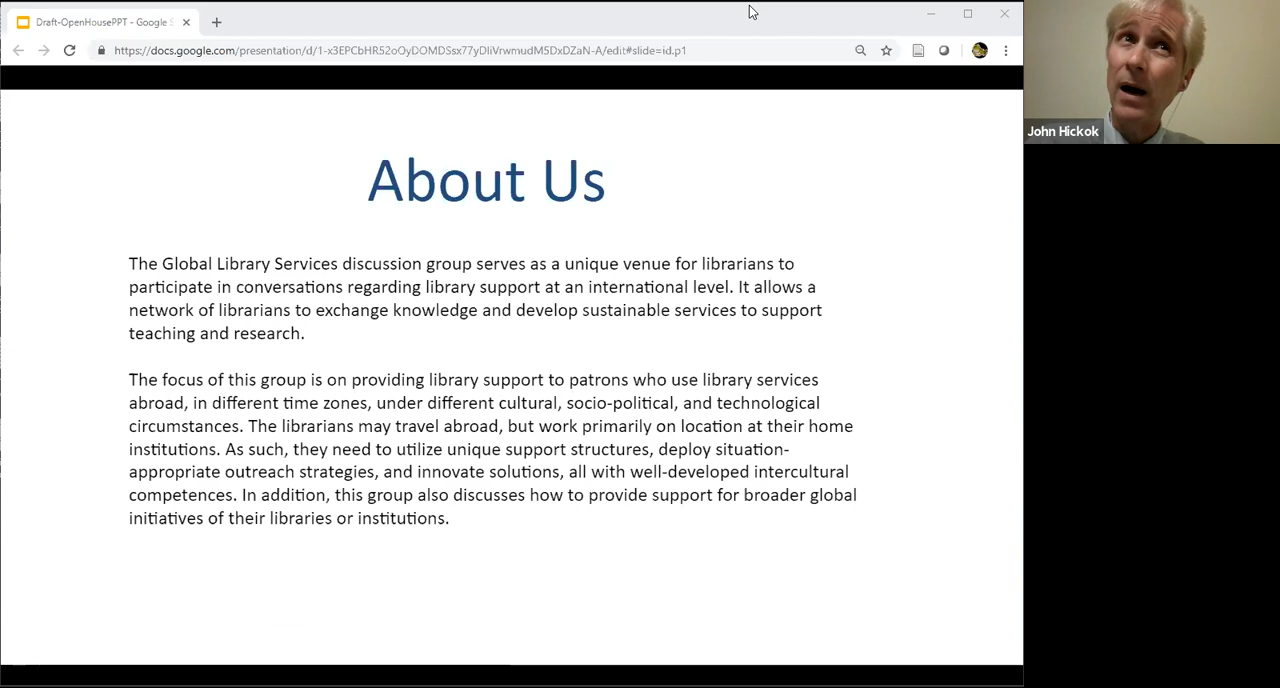 Draft-OpenHousePPT - Google S
https://docs.google.com/presentation/d/1-x3EPCbHR52oOyDOMDSsx77yDIiVrwmudM5DxDZaN-A/edit#slide=id.p1
John Hickok
About Us
The Global Library Services discussion group serves as a unique venue for librarians to
participate in conversations regarding library support at an international level. It allows a
network of librarians to exchange knowledge and develop sustainable services to support
teaching and research.
The focus of this group is on providing library support to patrons who use library services
abroad, in different time zones, under different cultural, socio-political, and technological
circumstances. The librarians may travel abroad, but work primarily on location at their home
institutions. As such, they need to utilize unique support structures, deploy situation-
appropriate outreach strategies, and innovate solutions, all with well-developed intercultural
competences. In addition, this group also discusses how to provide support for broader global
initiatives of their libraries or institutions.